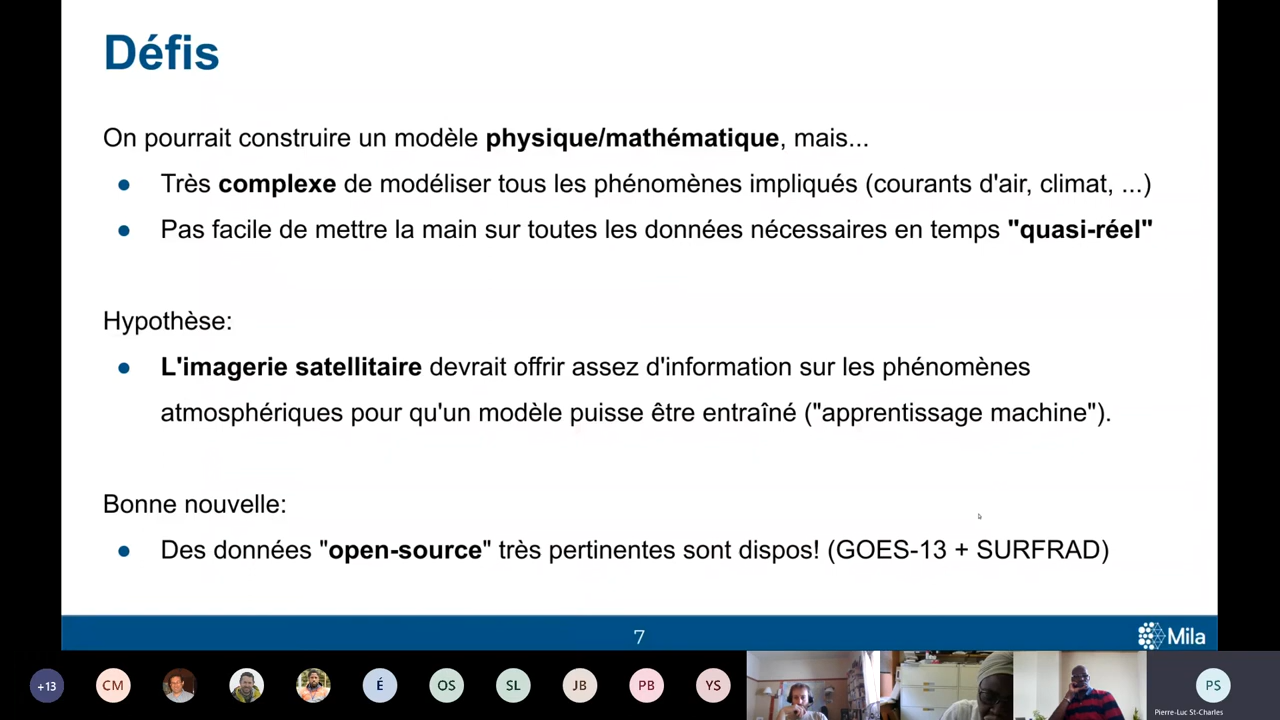 Défis
On pourrait construire un modèle physique/mathématique, mais...
● Très complexe de modéliser tous les phénomènes impliqués (courants d'air, climat, ...)
● Pas facile de mettre la main sur toutes les données nécessaires en temps "quasi-réel"
Hypothèse:
● L'imagerie satellitaire devrait offrir assez d'information sur les phénomènes
atmosphériques pour qu'un modèle puisse être entraîné ("apprentissage machine").
Bonne nouvelle:
● Des données "open-source" très pertinentes sont dispos! (GOES-13 + SURFRAD)
7
Mila
+13 CM É OS SL JB PB YS PS
Pierre-Luc St-Charles